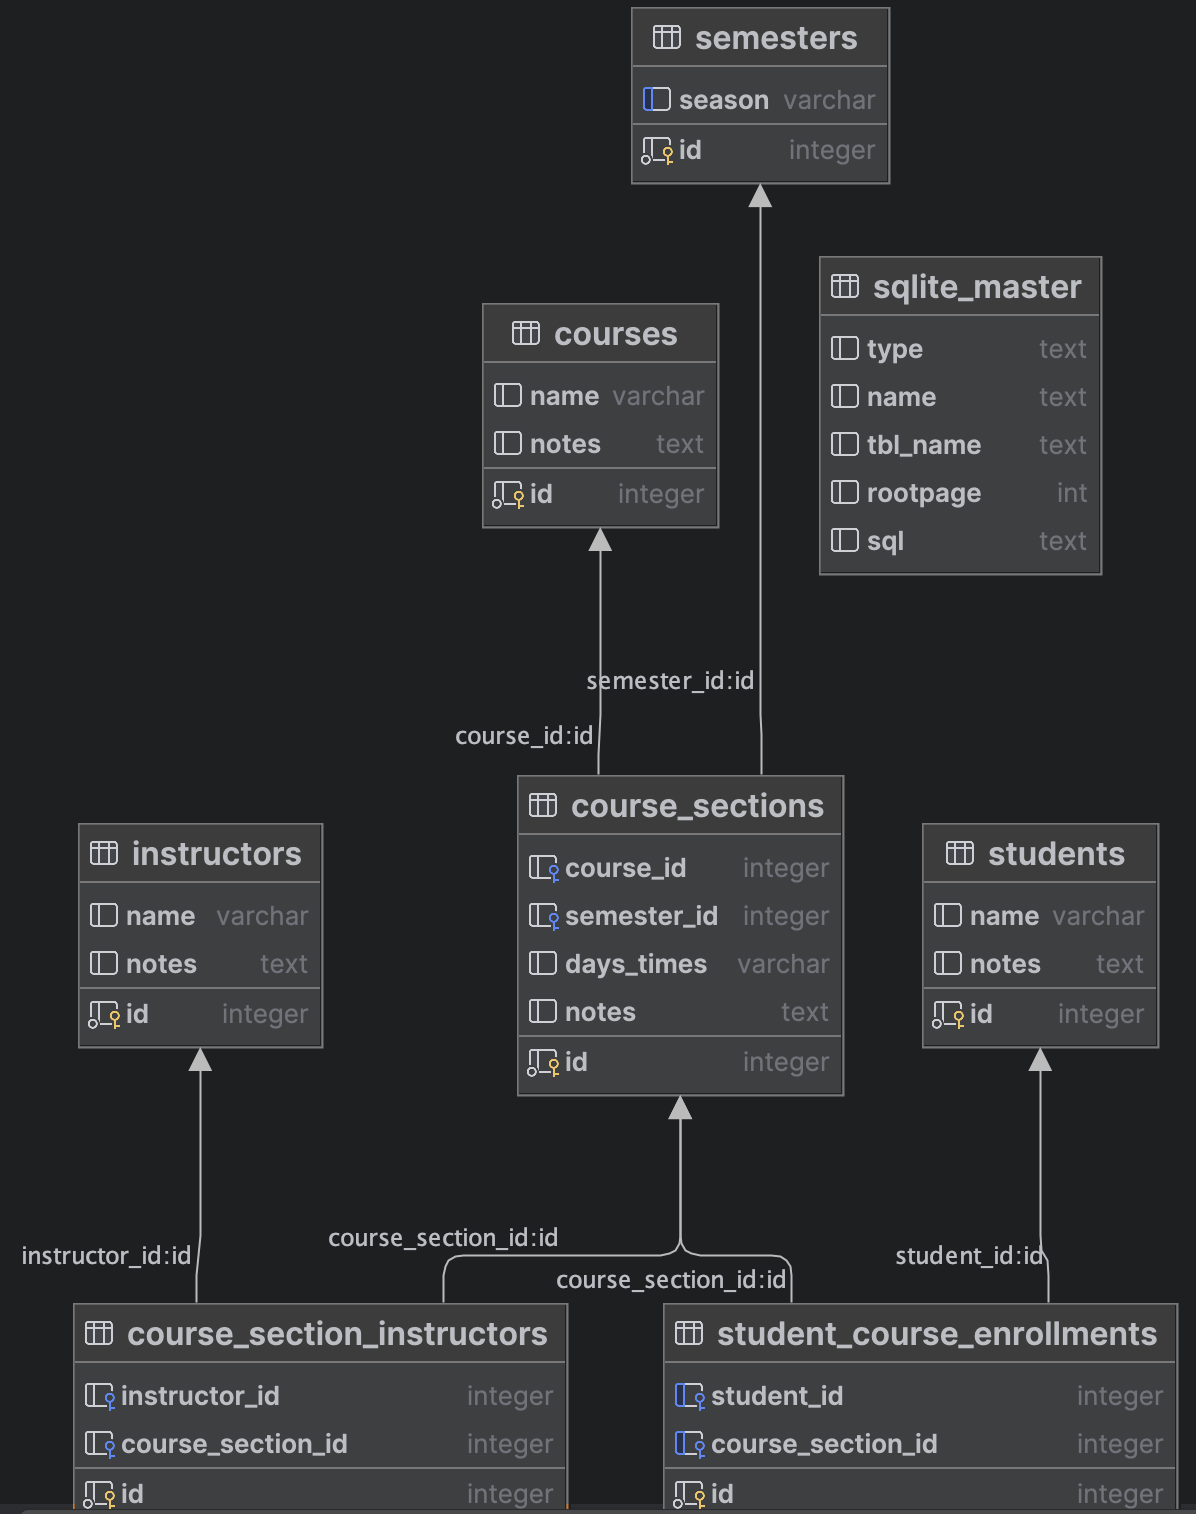 semesters
season varchar
id integer
sqlite_master
type text
name text
tbl_name text
rootpage int
sql text
courses
name varchar
notes text
id integer
semester_id:id
course_id:id
course_sections
course_id integer
semester_id integer
days_times varchar
notes text
id integer
instructors
name varchar
notes text
id integer
students
name varchar
notes text
id integer
course_section_id:id
instructor_id:id
student_id:id
course_section_id:id
course_section_instructors
instructor_id integer
course_section_id integer
id integer
student_course_enrollments
student_id integer
course_section_id integer
id integer